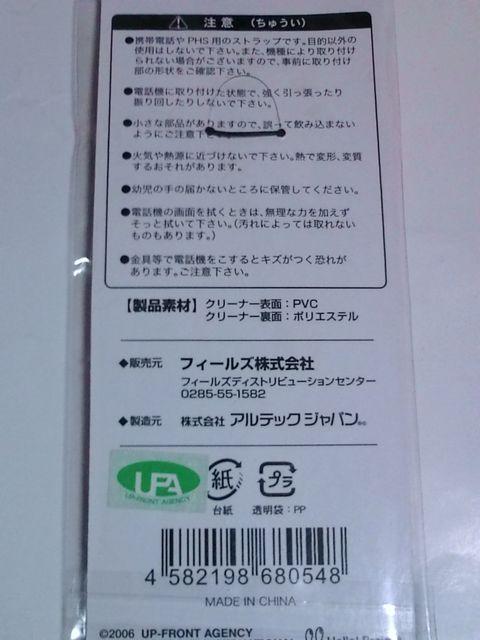 注意（ちゅうい）
●携帯電話やPHS用のストラップです。目的以外の
使用はしないで下さい。また、機種により取り付け
られない場合がございますので、事前に取り付け
部の形状をご確認下さい。
●電話機に取り付けた状態で、強く引っ張ったり
振り回したりしないで下さい。
●小さな部品がありますので、誤って飲み込まない
ようにご注意下さい
●火気や熱源に近づけないで下さい。熱で変形、変質
するおそれがあります。
●幼児の手の届かないところに保管してください。
●電話機の画面を拭くときは、無理な力を加えず
そっと拭いて下さい。（汚れによっては取れない
ものもあります。）
●金具等で電話機をこするとキズがつく恐れが
あります。ご注意下さい。
【製品素材】クリーナー表面：PVC
クリーナー裏面：ポリエステル
◆販売元 フィールズ株式会社
フィールズディストリビューションセンター
0285-55-1582
◆製造元 株式会社 アルテックジャパン
UPA
UP-FRONT AGENCY
紙
プラ
台紙
透明袋：PP
4 582198 680548
MADE IN CHINA
©2006 UP-FRONT AGENCY